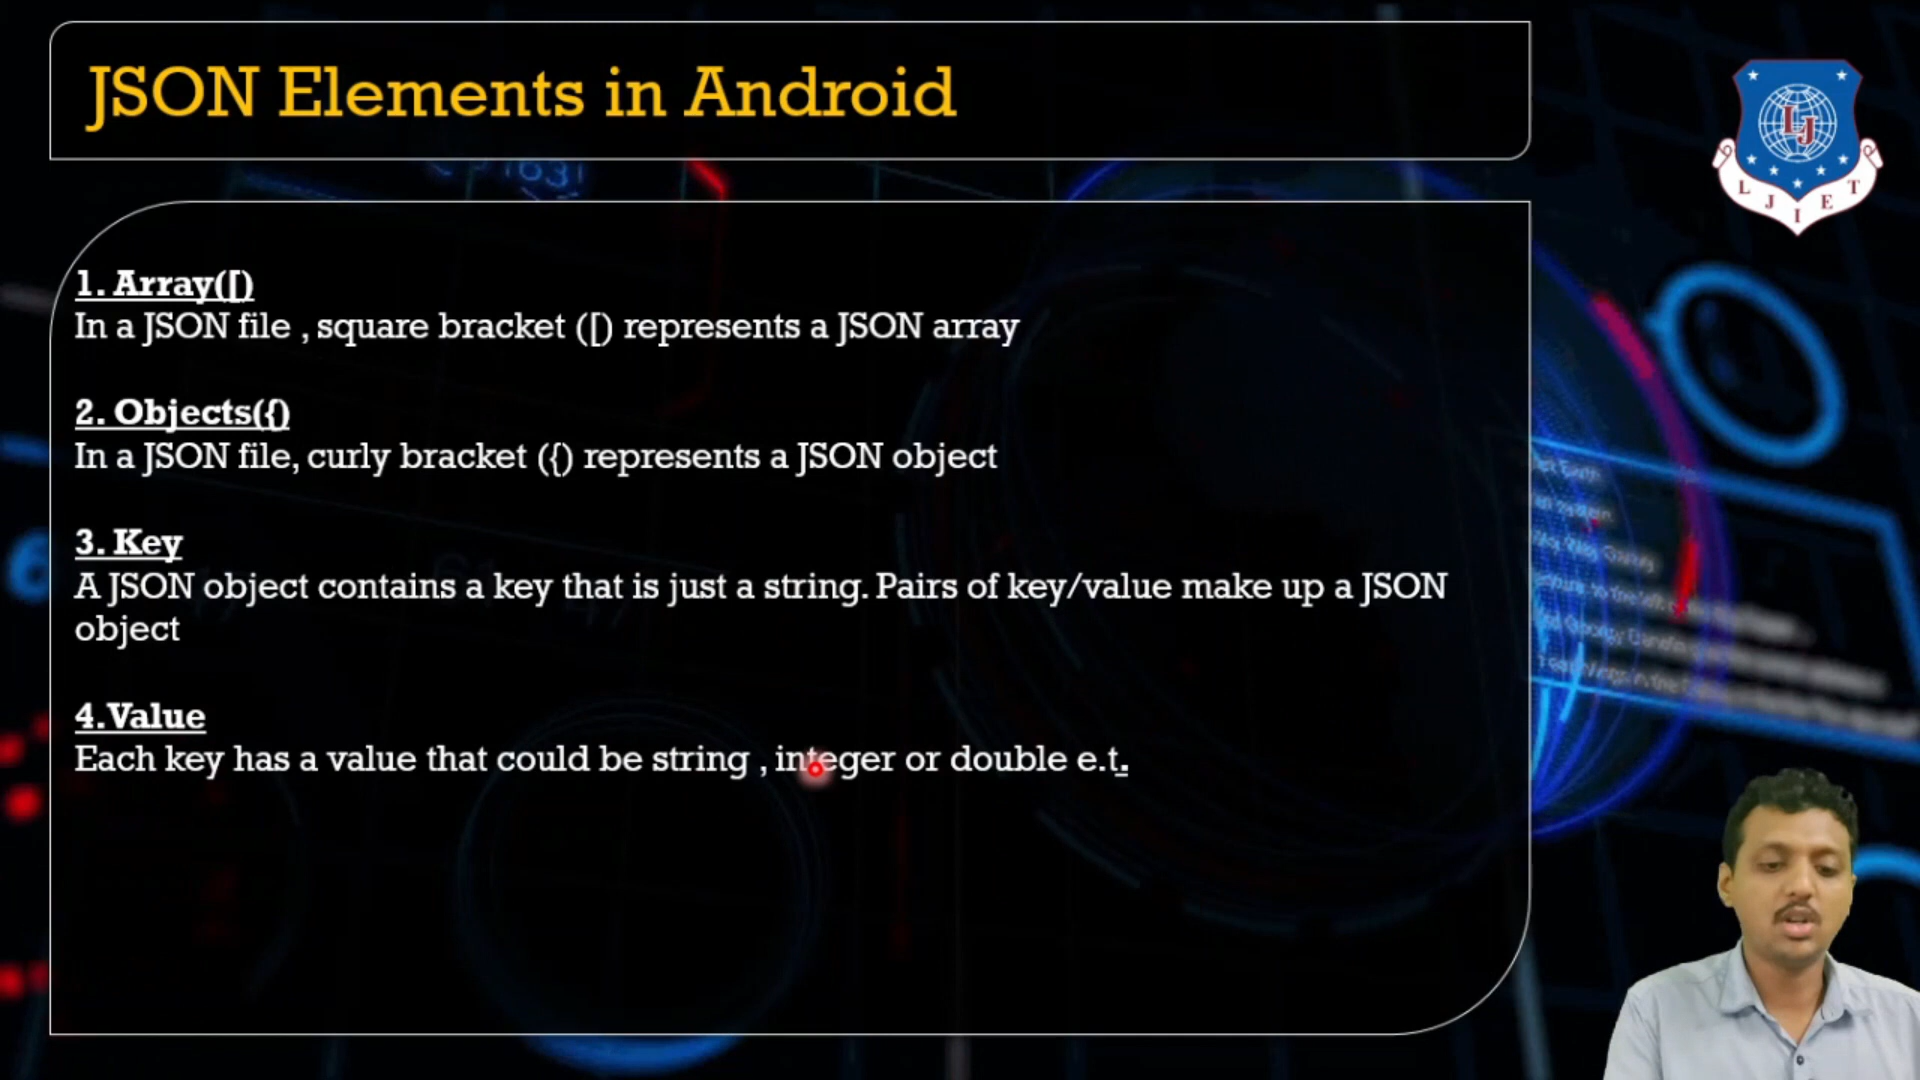 JSON Elements in Android
1631
L J I E T
LJ
1. Array([)
In a JSON file , square bracket ([) represents a JSON array
2. Objects({)
In a JSON file, curly bracket ({) represents a JSON object
3. Key
A JSON object contains a key that is just a string. Pairs of key/value make up a JSON
object
4.Value
Each key has a value that could be string , integer or double e.t.